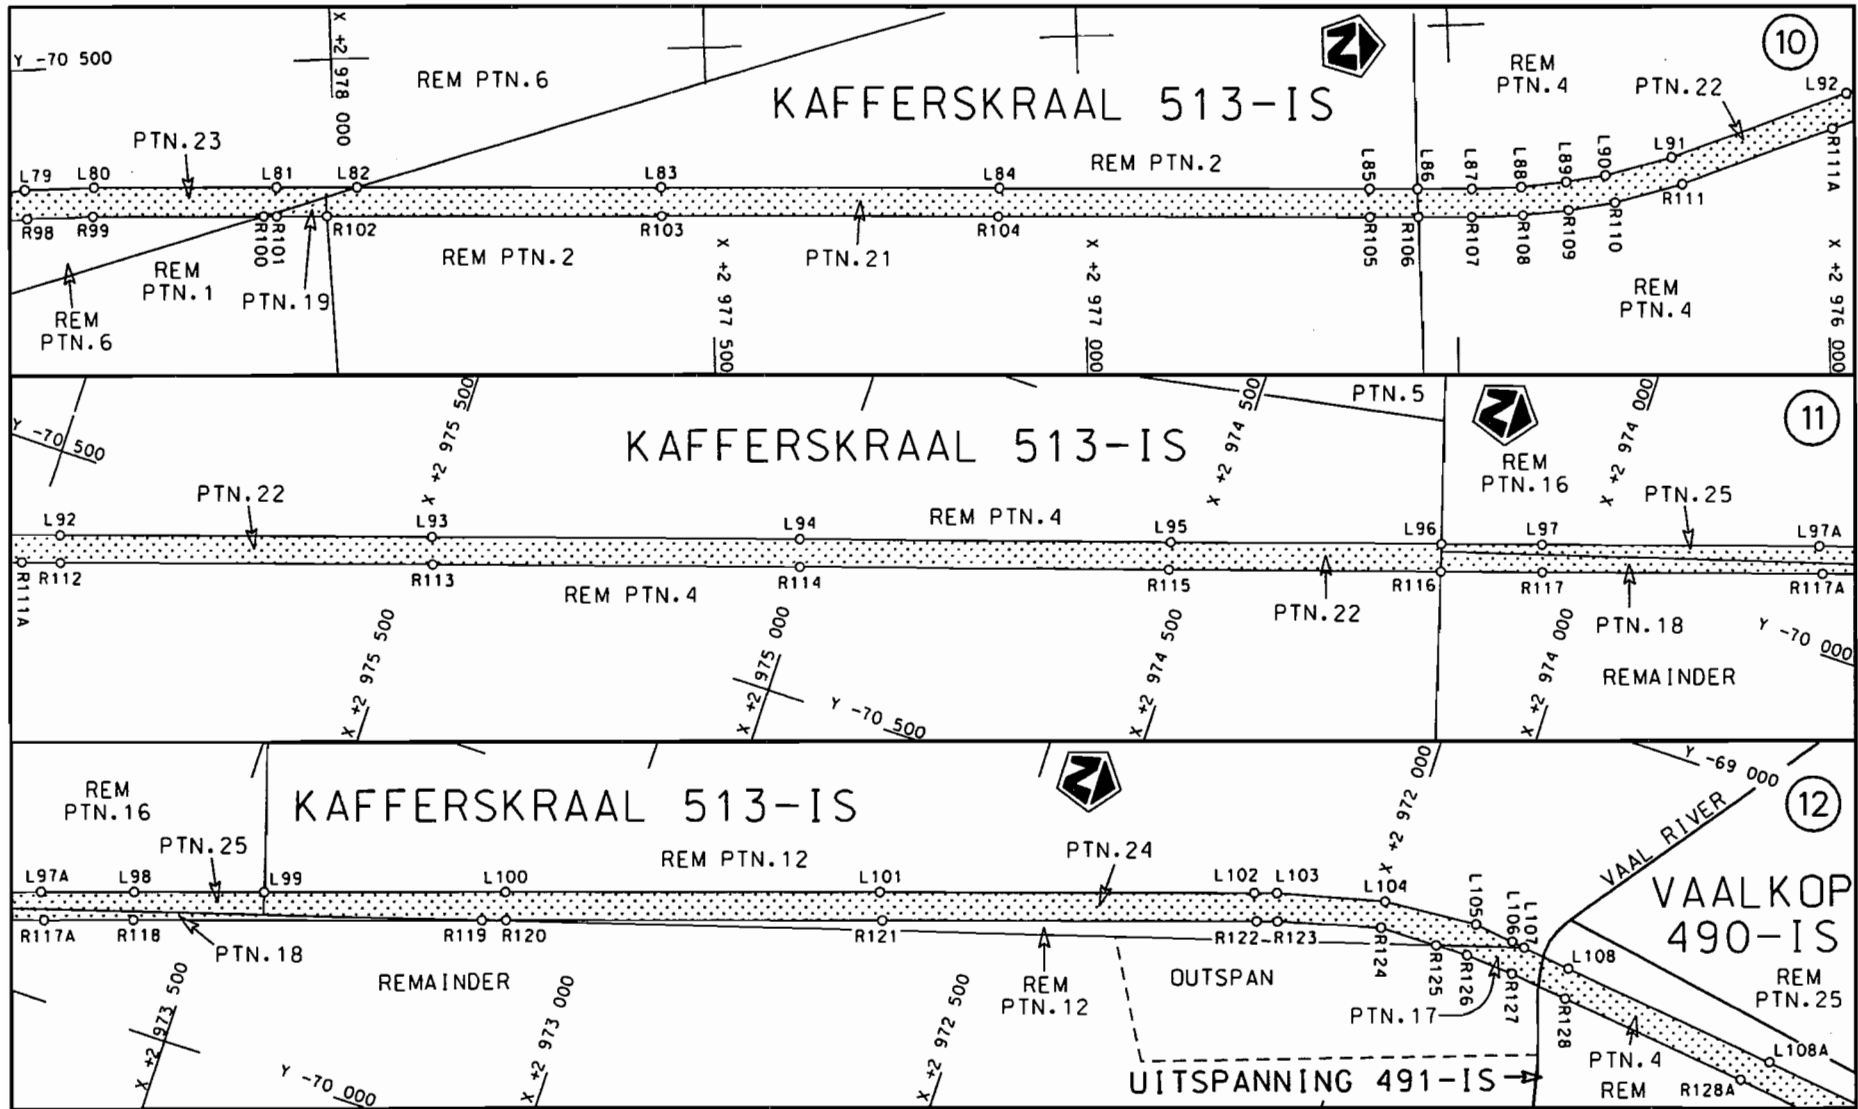 10
X +2 978 000
Y -70 500
REM PTN.6
KAFFERSKRAAL 513-IS
REM
PTN.4
PTN.22
L92
N
PTN.23
REM PTN.2
L79
L80
L81
L82
L83
L84
L85
L86
L87
L88
L89
L90
L91
R111A
R98
R99
R100
R101
R102
R103
R104
R105
R106
R107
R108
R109
R110
R111
REM
PTN.6
REM
PTN.1
PTN.19
REM PTN.2
PTN.21
X +2 977 500
X +2 977 000
REM
PTN.4
X +2 976 000
11
Y -70 500
X +2 975 500
KAFFERSKRAAL 513-IS
X +2 974 500
PTN.5
N
REM
PTN.16
X +2 974 000
PTN.25
PTN.22
REM PTN.4
L92
L93
L94
L95
L96
L97
L97A
R111A
R112
R113
R114
R115
R116
R117
R117A
REM PTN.4
PTN.22
PTN.18
X +2 975 500
X +2 975 000
Y -70 500
X +2 974 500
X +2 974 000
Y -70 000
REMAINDER
12
REM
PTN.16
KAFFERSKRAAL 513-IS
N
X +2 972 000
Y -69 000
VAAL RIVER
PTN.25
REM PTN.12
PTN.24
VAALKOP
490-IS
REM
PTN.25
L97A
L98
L99
L100
L101
L102
L103
L104
L105
L106
L107
L108
L108A
R117A
R118
R119
R120
R121
R122
R123
R124
R125
R126
R127
R128
R128A
PTN.18
REMAINDER
REM
PTN.12
OUTSPAN
PTN.17
PTN.4
REM
X +2 973 500
Y -70 000
X +2 973 000
X +2 972 500
UITSPANNING 491-IS